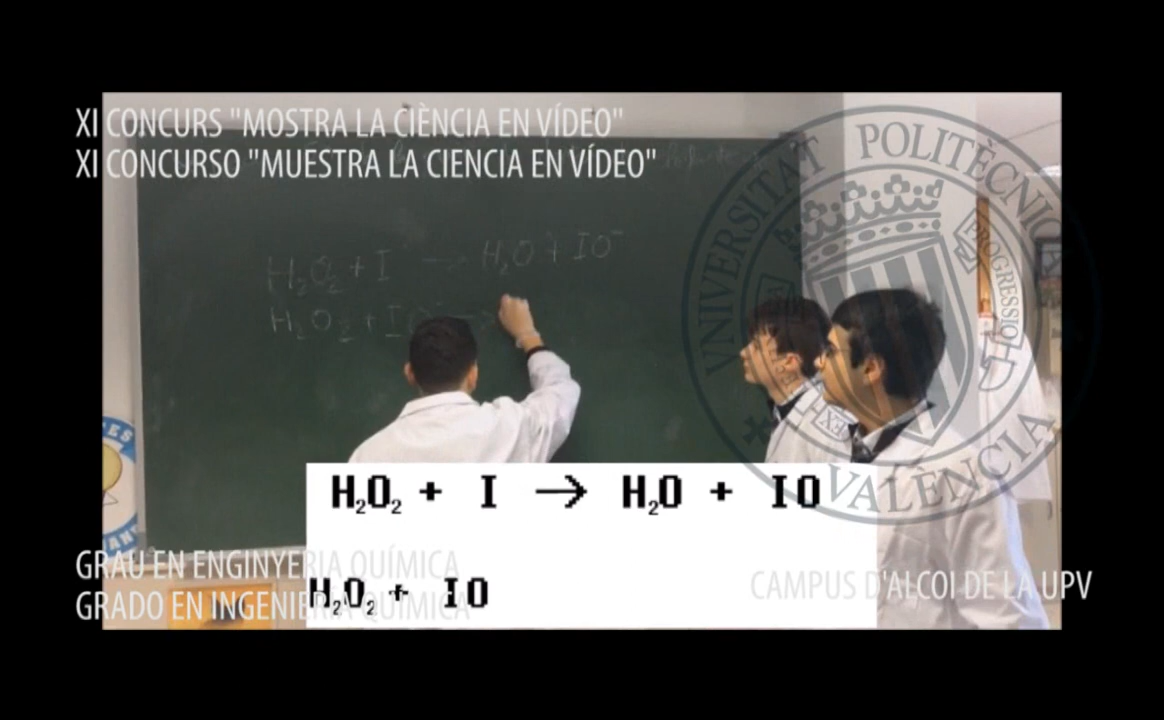 XI CONCURS "MOSTRA LA CIÈNCIA EN VÍDEO"
XI CONCURSO "MUESTRA LA CIENCIA EN VÍDEO"
UNIVERSITAT POLITÈCNICA VALÈNCIA
PROGRESSIO
H₂O₂ + I → H₂O + IO⁻
H₂O₂ + IO⁻ →
H₂O₂ + I → H₂O + IO
H₂O₂ + IO
GRAU EN ENGINYERIA QUÍMICA
GRADO EN INGENIERÍA QUÍMICA
CAMPUS D'ALCOI DE LA UPV